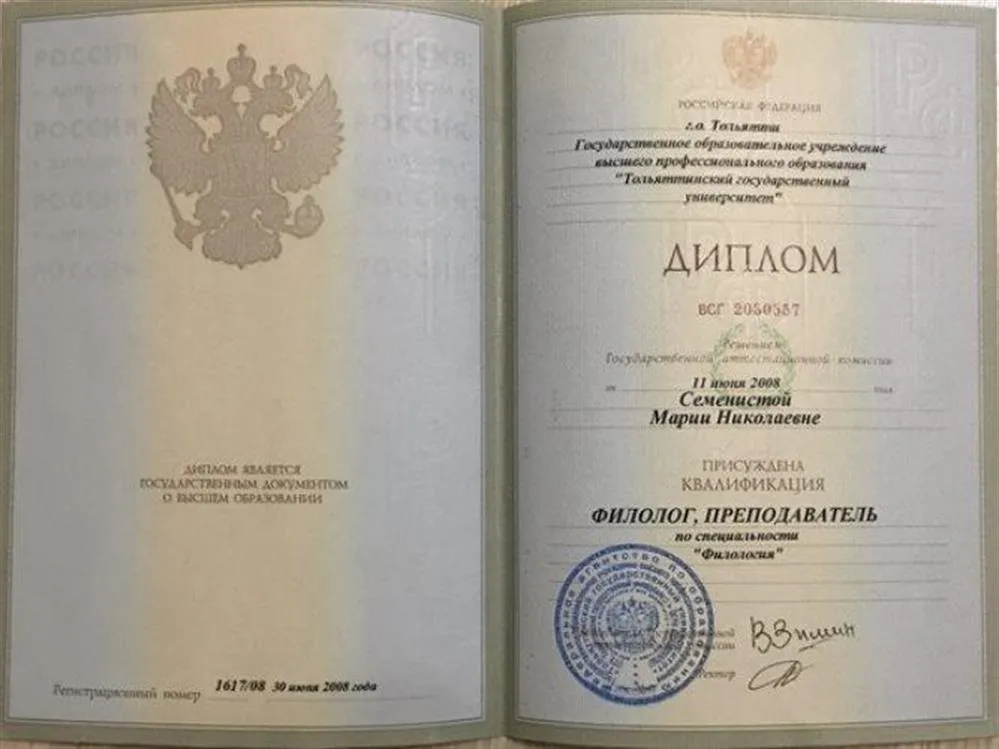 ДИПЛОМ ЯВЛЯЕТСЯ
ГОСУДАРСТВЕННЫМ ДОКУМЕНТОМ
О ВЫСШЕМ ОБРАЗОВАНИИ
Регистрационный номер 1617/08 30 июня 2008 года
РОССИЙСКАЯ ФЕДЕРАЦИЯ
г.о. Тольятти
Государственное образовательное учреждение
высшего профессионального образования
"Тольяттинский государственный
университет"
ДИПЛОМ
ВСГ 2050557
Решением
Государственной аттестационной комиссии
от 11 июня 2008 года
Семенистой
Марии Николаевне
ПРИСУЖДЕНА
КВАЛИФИКАЦИЯ
ФИЛОЛОГ, ПРЕПОДАВАТЕЛЬ
по специальности
"Филология"
Ректор